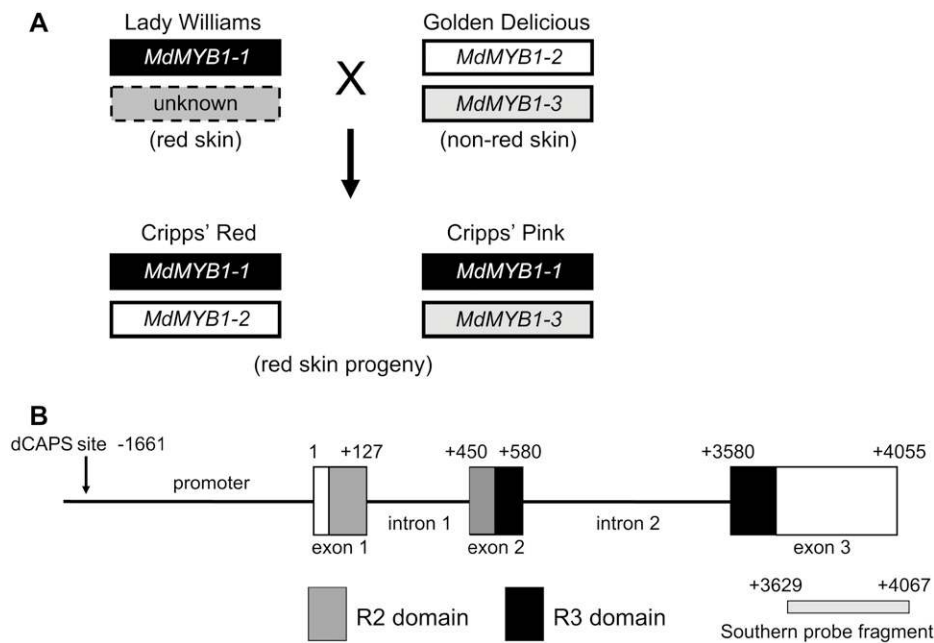 A
Lady Williams
Golden Delicious
MdMYB1-1
X
MdMYB1-2
unknown
MdMYB1-3
(red skin)
(non-red skin)
Cripps' Red
Cripps' Pink
MdMYB1-1
MdMYB1-1
MdMYB1-2
MdMYB1-3
(red skin progeny)
B
dCAPS site -1661
1 +127 +450 +580 +3580 +4055
promoter
intron 1
intron 2
exon 1
exon 2
exon 3
+3629 +4067
R2 domain
R3 domain
Southern probe fragment